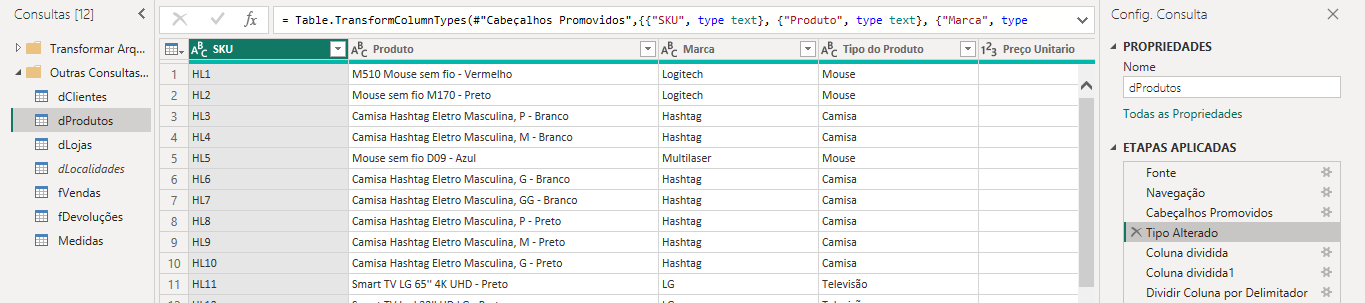 Consultas [12]
Transformar Arq...
Outras Consultas...
dClientes
dProdutos
dLojas
dLocalidades
fVendas
fDevoluções
Medidas
fx
= Table.TransformColumnTypes(#"Cabeçalhos Promovidos",{{"SKU", type text}, {"Produto", type text}, {"Marca", type
ABC SKU ABC Produto ABC Marca ABC Tipo do Produto 123 Preço Unitario
1 HL1 M510 Mouse sem fio - Vermelho Logitech Mouse
2 HL2 Mouse sem fio M170 - Preto Logitech Mouse
3 HL3 Camisa Hashtag Eletro Masculina, P - Branco Hashtag Camisa
4 HL4 Camisa Hashtag Eletro Masculina, M - Branco Hashtag Camisa
5 HL5 Mouse sem fio D09 - Azul Multilaser Mouse
6 HL6 Camisa Hashtag Eletro Masculina, G - Branco Hashtag Camisa
7 HL7 Camisa Hashtag Eletro Masculina, GG - Branco Hashtag Camisa
8 HL8 Camisa Hashtag Eletro Masculina, P - Preto Hashtag Camisa
9 HL9 Camisa Hashtag Eletro Masculina, M - Preto Hashtag Camisa
10 HL10 Camisa Hashtag Eletro Masculina, G - Preto Hashtag Camisa
11 HL11 Smart TV LG 65" 4K UHD - Preto LG Televisão
Config. Consulta
PROPRIEDADES
Nome
dProdutos
Todas as Propriedades
ETAPAS APLICADAS
Fonte
Navegação
Cabeçalhos Promovidos
Tipo Alterado
Coluna dividida
Coluna dividida1
Dividir Coluna por Delimitador